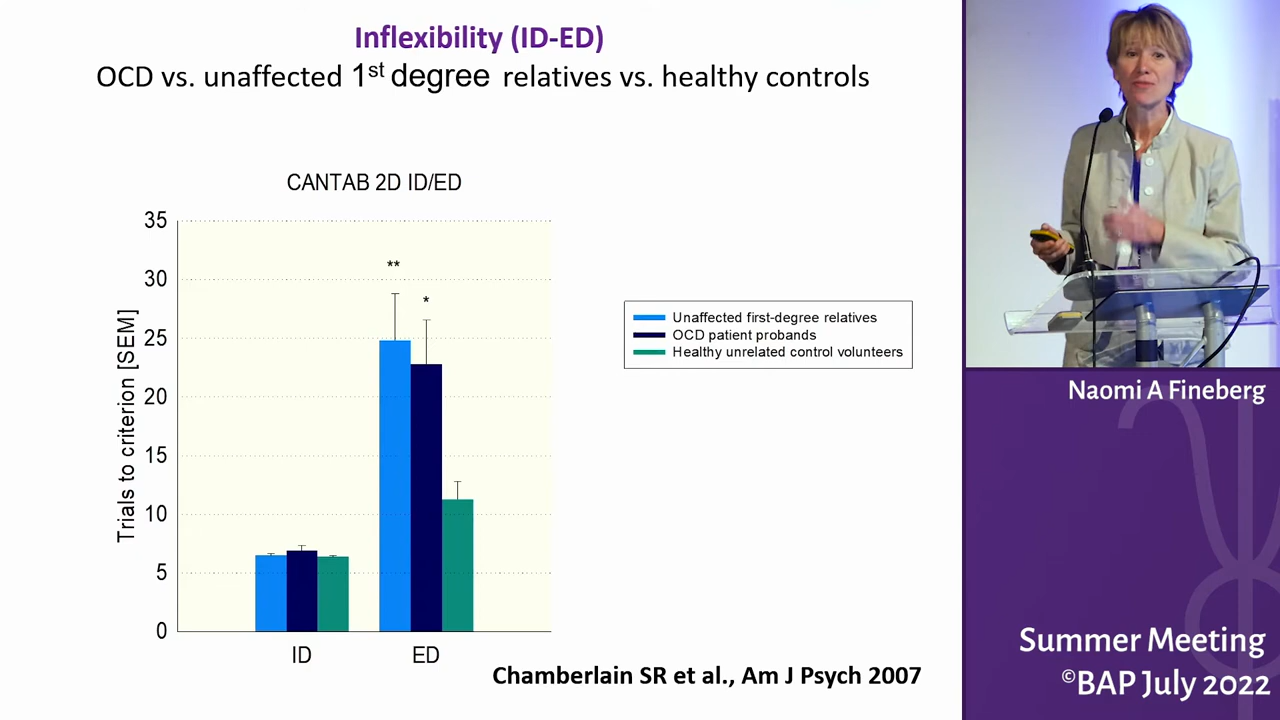 Inflexibility (ID-ED)
OCD vs. unaffected 1st degree relatives vs. healthy controls
CANTAB 2D ID/ED
Trials to criterion [SEM]
35
30
25
20
15
10
5
0
**
*
ID
ED
Unaffected first-degree relatives
OCD patient probands
Healthy unrelated control volunteers
Chamberlain SR et al., Am J Psych 2007
Naomi A Fineberg
Summer Meeting
©BAP July 2022